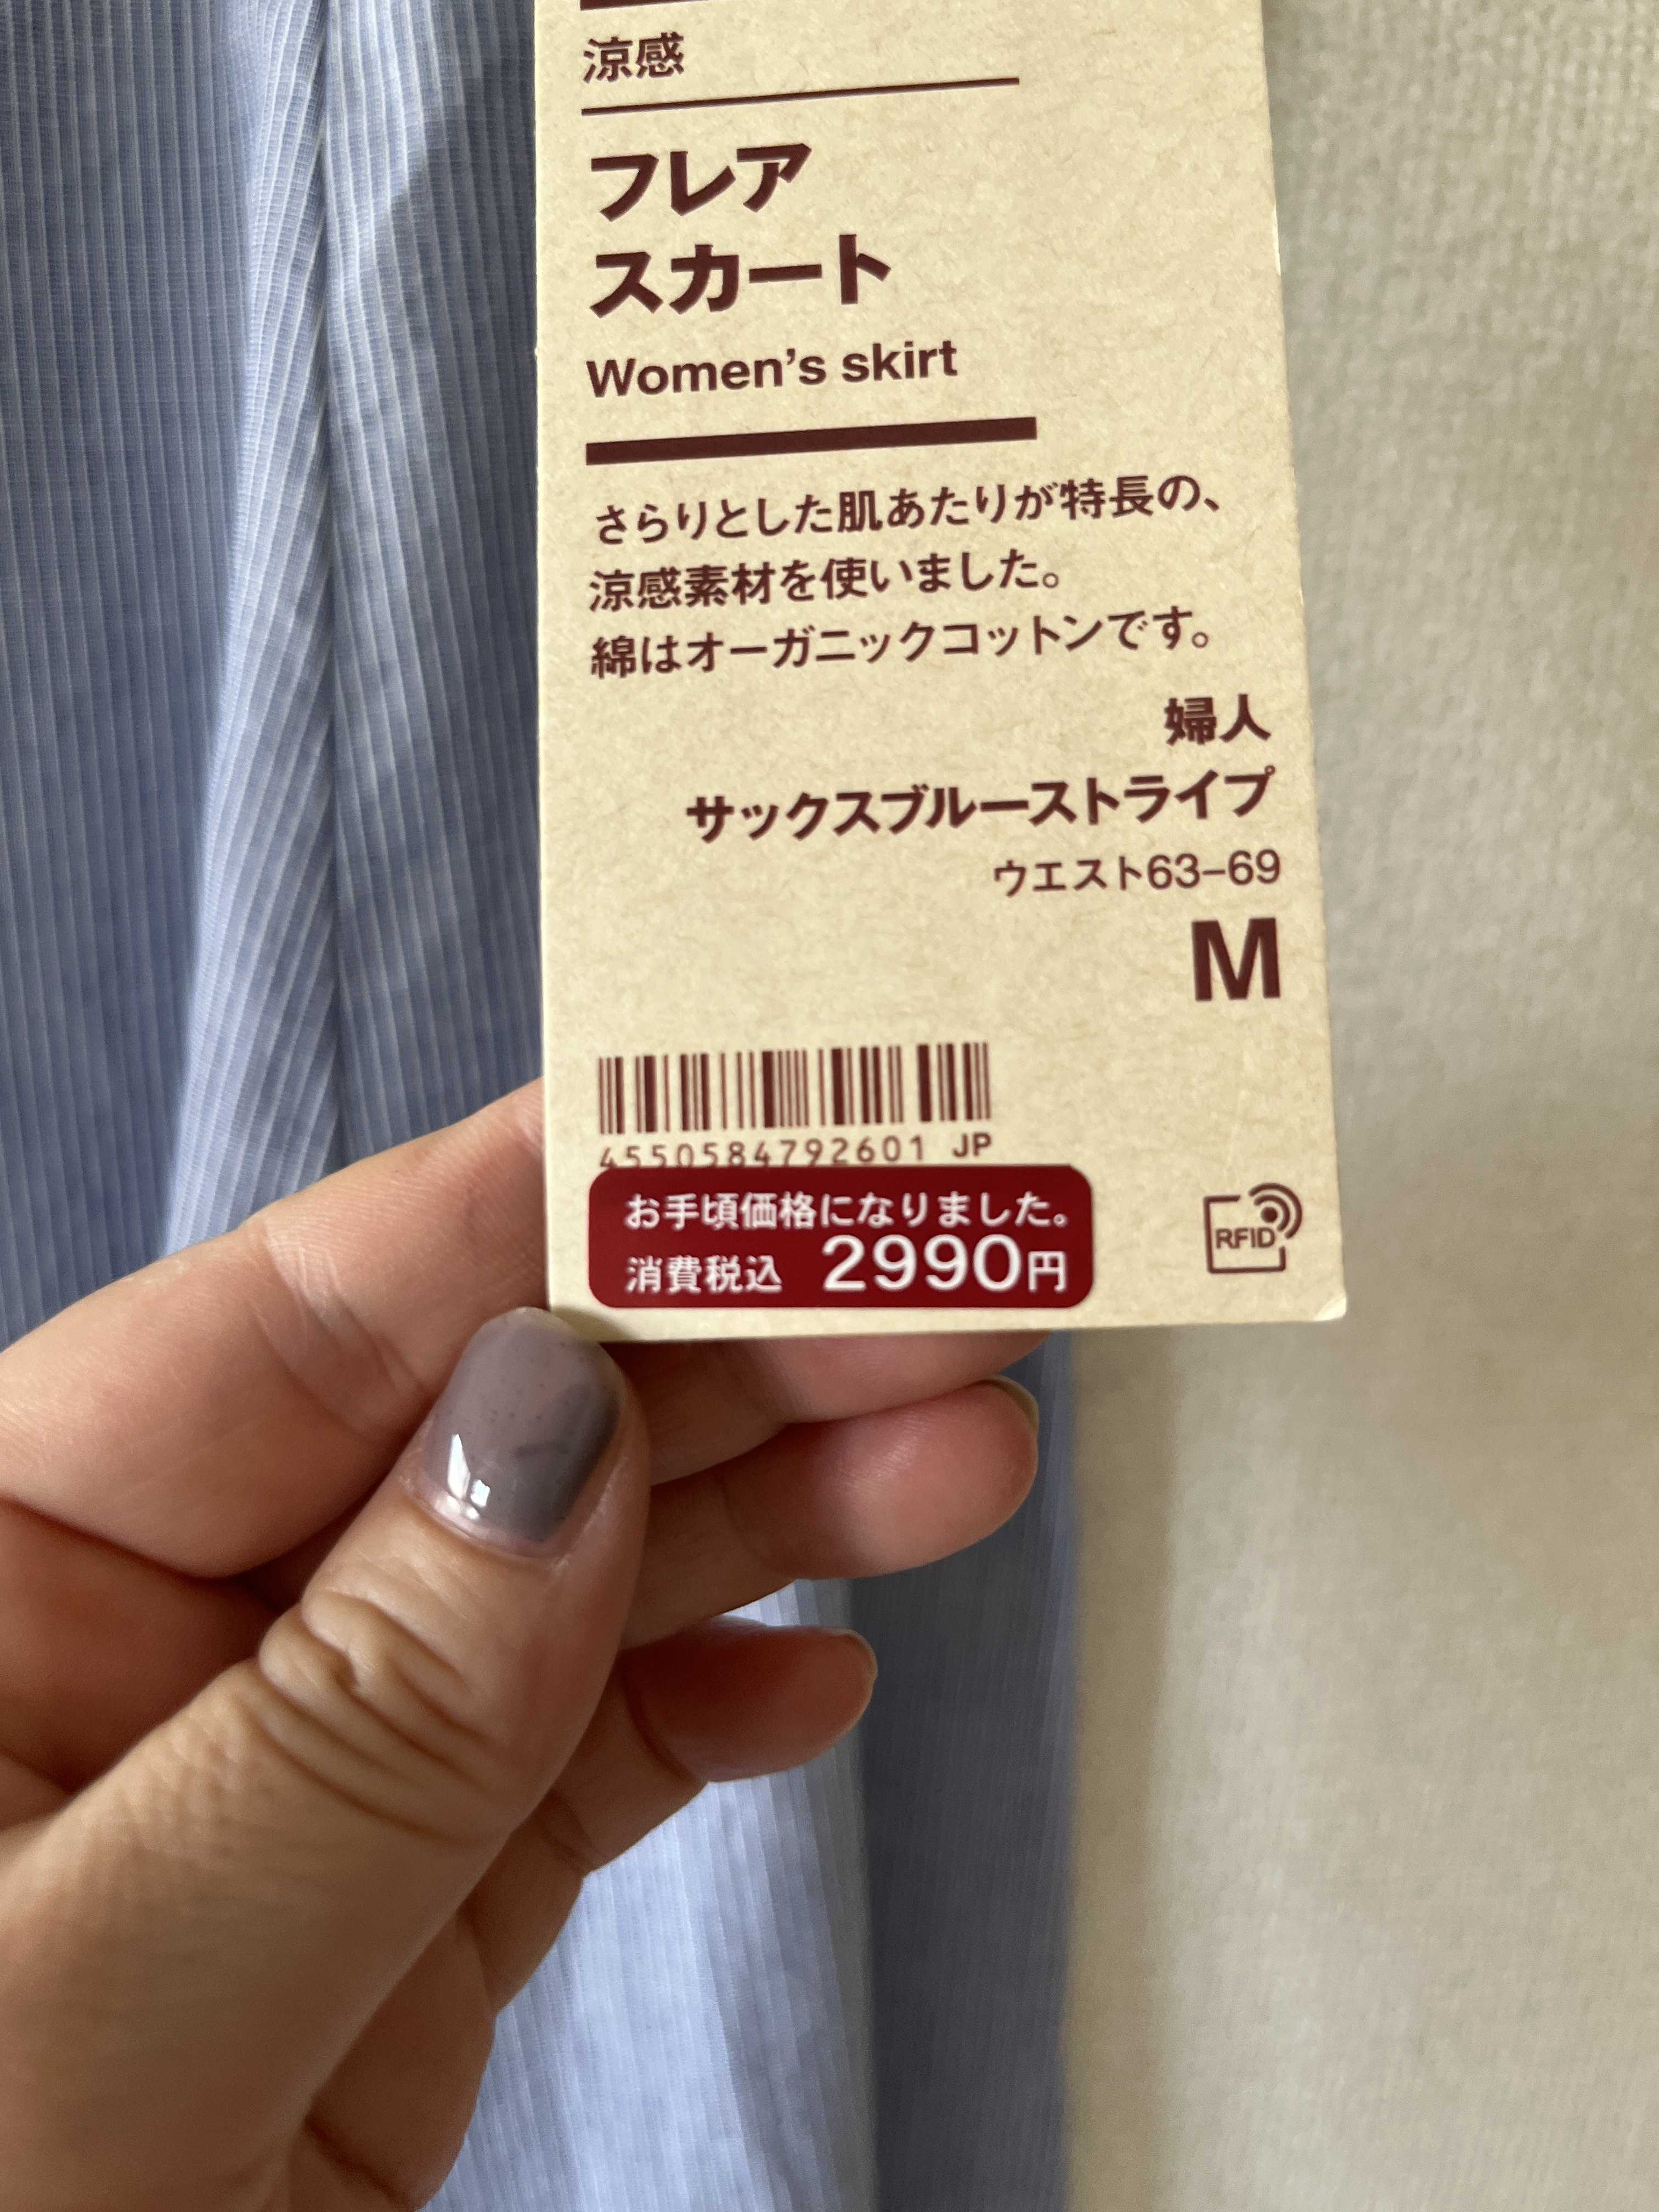 涼感
フレア
スカート
Women's skirt
さらりとした肌あたりが特長の、
涼感素材を使いました。
綿はオーガニックコットンです。
婦人
サックスブルーストライプ
ウエスト63–69
M
4550584792601 JP
お手頃価格になりました。
消費税込 2990円
RFID